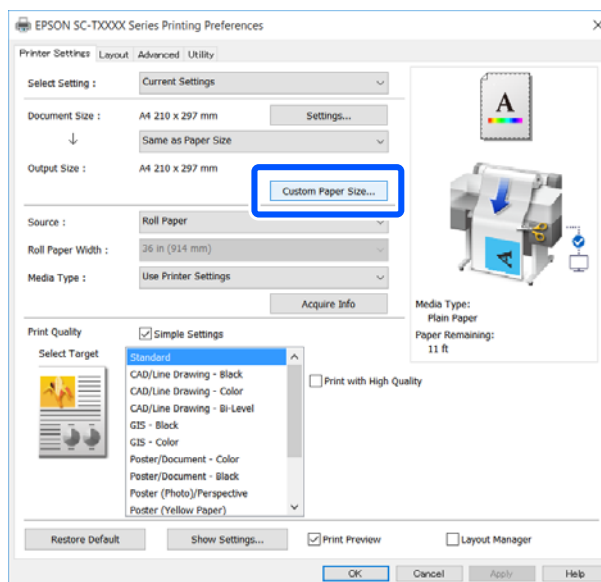 EPSON SC-TXXXX Series Printing Preferences
Printer Settings Layout Advanced Utility
Select Setting : Current Settings
Document Size : A4 210 x 297 mm Settings...
Same as Paper Size
Output Size : A4 210 x 297 mm
Custom Paper Size...
Source : Roll Paper
Roll Paper Width : 36 in (914 mm)
Media Type : Use Printer Settings
Acquire Info
A
A
Media Type:
Plain Paper
Paper Remaining:
11 ft
Print Quality Simple Settings
Select Target
Standard
CAD/Line Drawing - Black
CAD/Line Drawing - Color
CAD/Line Drawing - Bi-Level
GIS - Black
GIS - Color
Poster/Document - Color
Poster/Document - Black
Poster (Photo)/Perspective
Poster (Yellow Paper)
Print with High Quality
Restore Default Show Settings... Print Preview Layout Manager
OK Cancel Apply Help